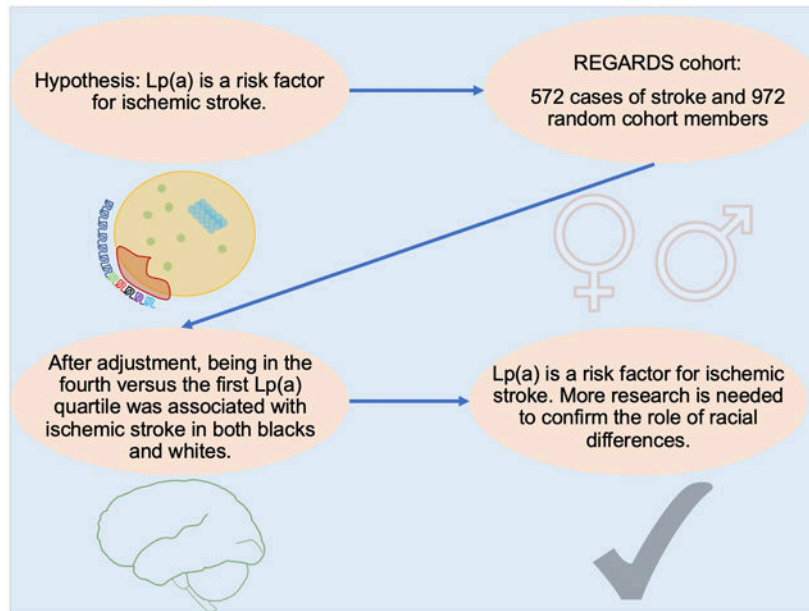 Hypothesis: Lp(a) is a risk factor
for ischemic stroke.
REGARDS cohort:
572 cases of stroke and 972
random cohort members
After adjustment, being in the
fourth versus the first Lp(a)
quartile was associated with
ischemic stroke in both blacks
and whites.
Lp(a) is a risk factor for ischemic
stroke. More research is needed
to confirm the role of racial
differences.